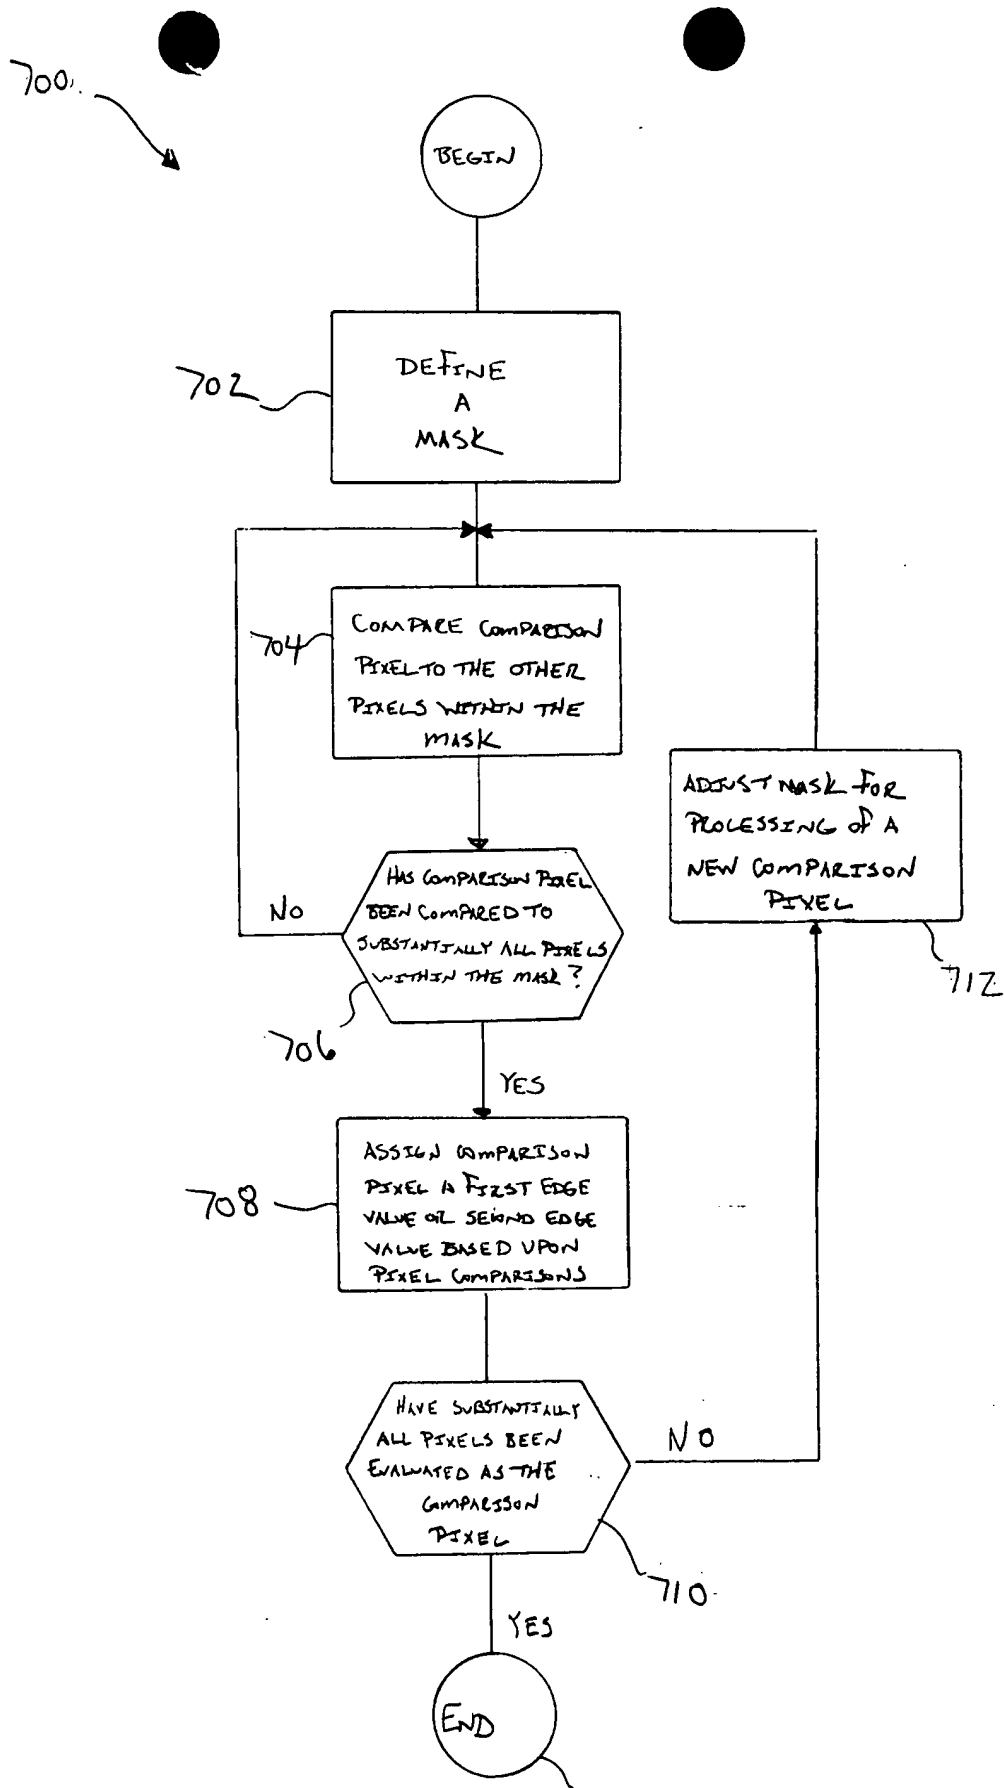 700.
BEGIN
702
DEFINE
A
MASK
704
COMPARE COMPARISON
PIXEL TO THE OTHER
PIXELS WITHIN THE
MASK
ADJUST MASK FOR
PROCESSING OF A
NEW COMPARISON
PIXEL
712
HAS COMPARISON PIXEL
BEEN COMPARED TO
SUBSTANTIALLY ALL PIXELS
WITHIN THE MASK?
NO
706
YES
708
ASSIGN COMPARISON
PIXEL A FIRST EDGE
VALUE OR SECOND EDGE
VALUE BASED UPON
PIXEL COMPARISONS
HAVE SUBSTANTIALLY
ALL PIXELS BEEN
EVALUATED AS THE
COMPARISON
PIXEL
NO
710
YES
END